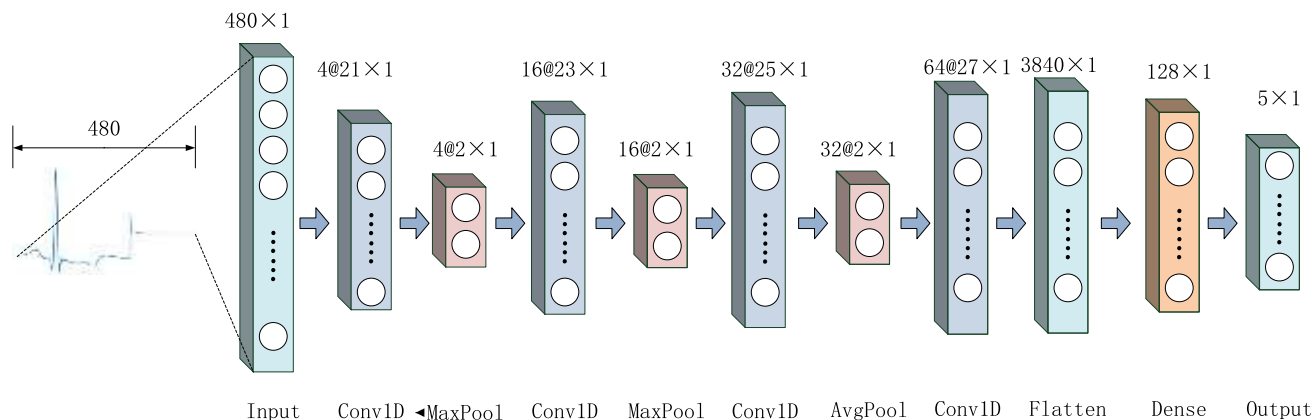 480×1
4@21×1
16@23×1
32@25×1
64@27×1
3840×1
128×1
5×1
480
4@2×1
16@2×1
32@2×1
Input
Conv1D
MaxPool
Conv1D
MaxPool
Conv1D
AvgPool
Conv1D
Flatten
Dense
Output